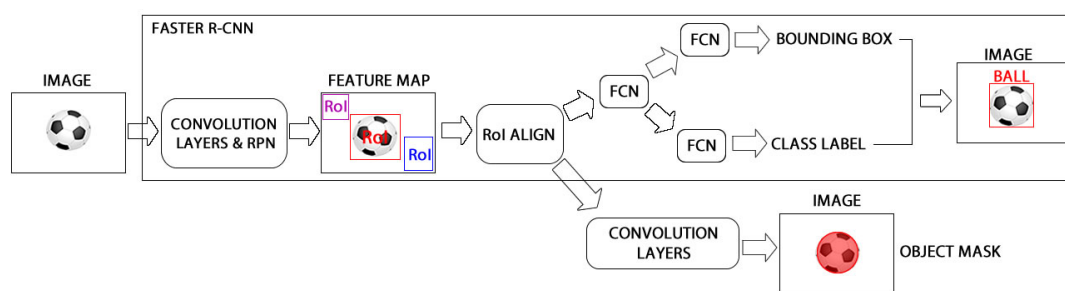 FASTER R-CNN
IMAGE
CONVOLUTION
LAYERS & RPN
FEATURE MAP
RoI
RoI
RoI
RoI ALIGN
FCN
FCN
BOUNDING BOX
FCN
CLASS LABEL
IMAGE
BALL
CONVOLUTION
LAYERS
IMAGE
OBJECT MASK